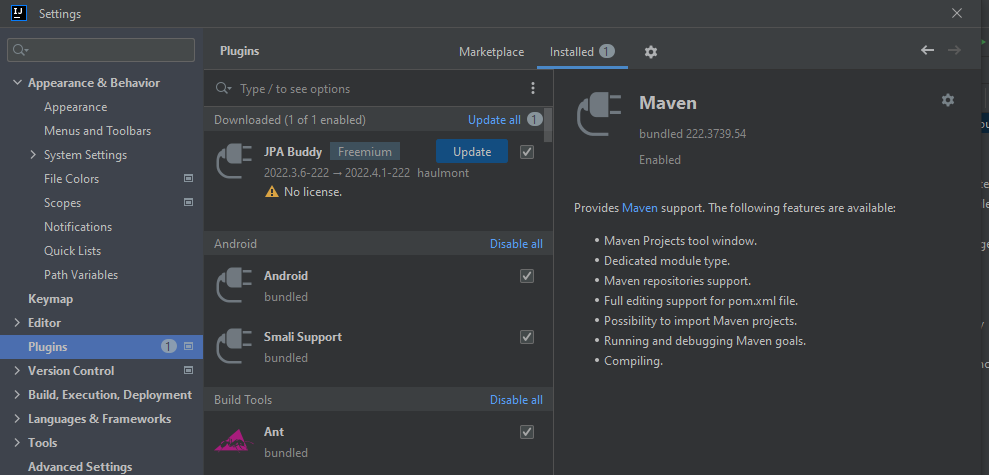 IJ Settings
Plugins
Marketplace
Installed 1
Appearance & Behavior
Appearance
Menus and Toolbars
System Settings
File Colors
Scopes
Notifications
Quick Lists
Path Variables
Keymap
Editor
Plugins 1
Version Control
Build, Execution, Deployment
Languages & Frameworks
Tools
Advanced Settings
Type / to see options
Downloaded (1 of 1 enabled) Update all 1
JPA Buddy Freemium Update
2022.3.6-222 → 2022.4.1-222 haulmont
No license.
Android Disable all
Android
bundled
Smali Support
bundled
Build Tools Disable all
Ant
bundled
Maven
bundled 222.3739.54
Enabled
Provides Maven support. The following features are available:
• Maven Projects tool window.
• Dedicated module type.
• Maven repositories support.
• Full editing support for pom.xml file.
• Possibility to import Maven projects.
• Running and debugging Maven goals.
• Compiling.